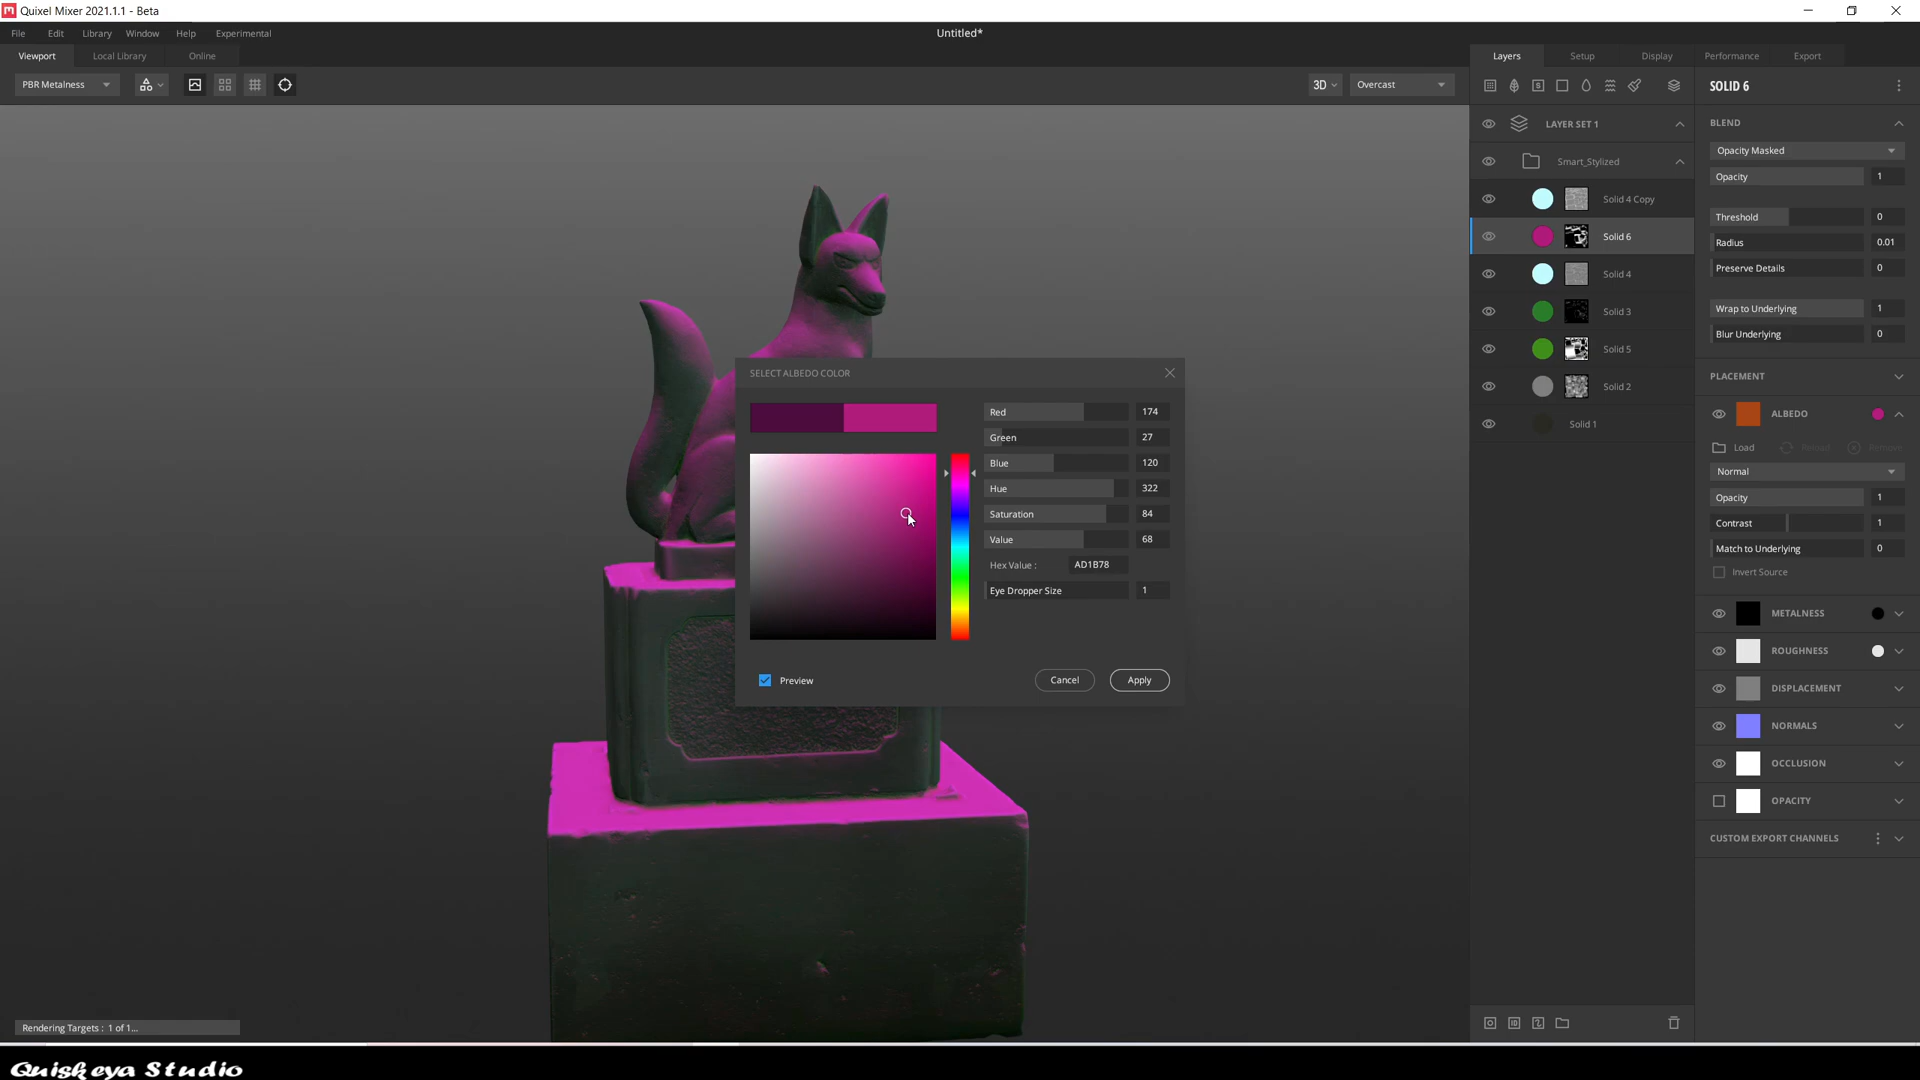 Quixel Mixer 2021.1.1 - Beta
File Edit Library Window Help Experimental
Untitled*
Viewport Local Library Online
PBR Metalness
3D
Overcast
Layers Setup Display Performance Export
LAYER SET 1
Smart_Stylized
Solid 4 Copy
Solid 6
Solid 4
Solid 3
Solid 5
Solid 2
Solid 1
SOLID 6
BLEND
Opacity Masked
Opacity 1
Threshold 0
Radius 0.01
Preserve Details 0
Wrap to Underlying 1
Blur Underlying 0
PLACEMENT
ALBEDO
Load Reload Remove
Normal
Opacity 1
Contrast 1
Match to Underlying 0
Invert Source
METALNESS
ROUGHNESS
DISPLACEMENT
NORMALS
OCCLUSION
OPACITY
CUSTOM EXPORT CHANNELS
SELECT ALBEDO COLOR
Red 174
Green 27
Blue 120
Hue 322
Saturation 84
Value 68
Hex Value : AD1B78
Eye Dropper Size 1
Preview
Cancel Apply
Rendering Targets : 1 of 1...
Quiskeya Studio